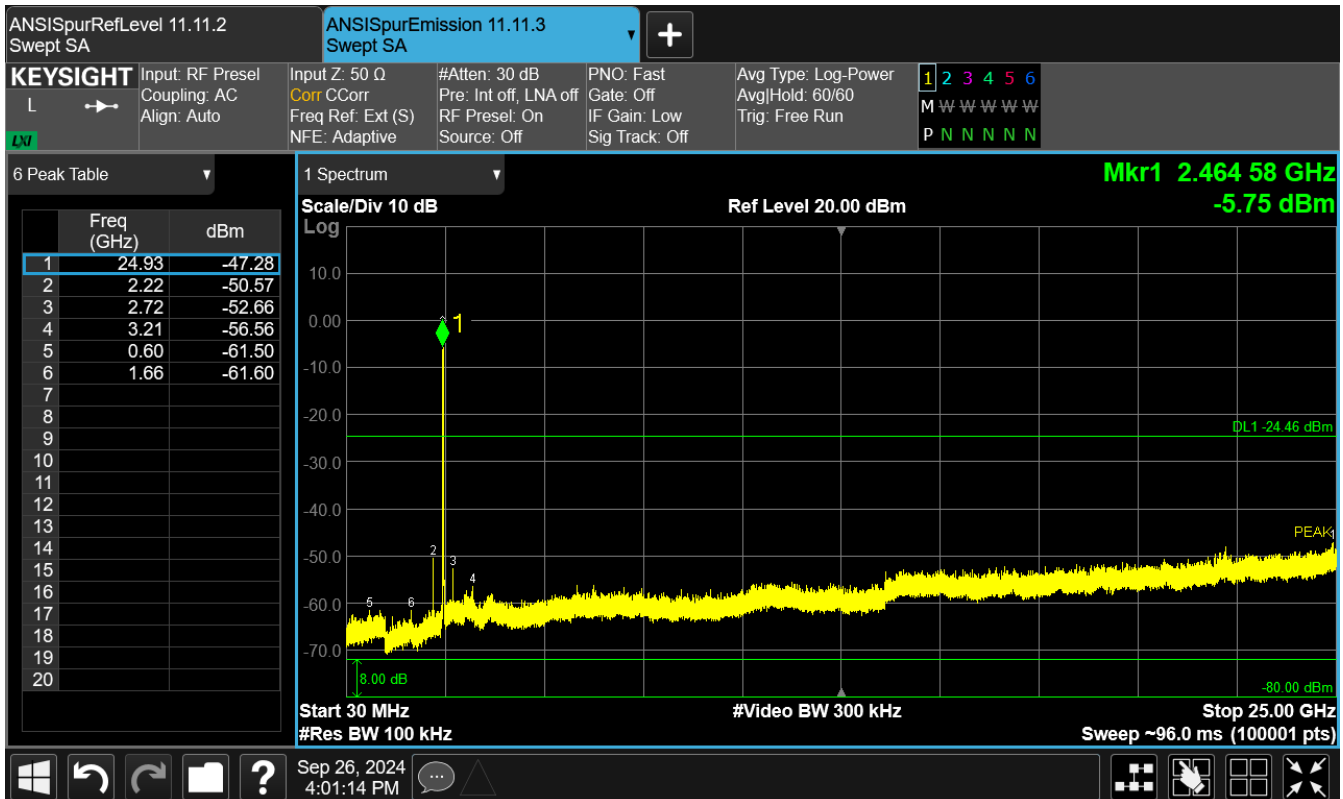 ANSISpurRefLevel 11.11.2
Swept SA
ANSISpurEmission 11.11.3
Swept SA
KEYSIGHT
L
LXI
Input: RF Presel
Coupling: AC
Align: Auto
Input Z: 50 Ω
Corr CCorr
Freq Ref: Ext (S)
NFE: Adaptive
#Atten: 30 dB
Pre: Int off, LNA off
RF Presel: On
Source: Off
PNO: Fast
Gate: Off
IF Gain: Low
Sig Track: Off
Avg Type: Log-Power
Avg|Hold: 60/60
Trig: Free Run
1 2 3 4 5 6
M W W W W W
P N N N N N
6 Peak Table
Freq (GHz) dBm
1 24.93 -47.28
2 2.22 -50.57
3 2.72 -52.66
4 3.21 -56.56
5 0.60 -61.50
6 1.66 -61.60
7
8
9
10
11
12
13
14
15
16
17
18
19
20
1 Spectrum
Scale/Div 10 dB
Log
Ref Level 20.00 dBm
Mkr1 2.464 58 GHz
-5.75 dBm
10.0
0.00
-10.0
-20.0
-30.0
-40.0
-50.0
-60.0
-70.0
1
DL1 -24.46 dBm
PEAK1
2
3
4
5
6
8.00 dB
-80.00 dBm
Start 30 MHz
#Video BW 300 kHz
Stop 25.00 GHz
#Res BW 100 kHz
Sweep ~96.0 ms (100001 pts)
Sep 26, 2024
4:01:14 PM